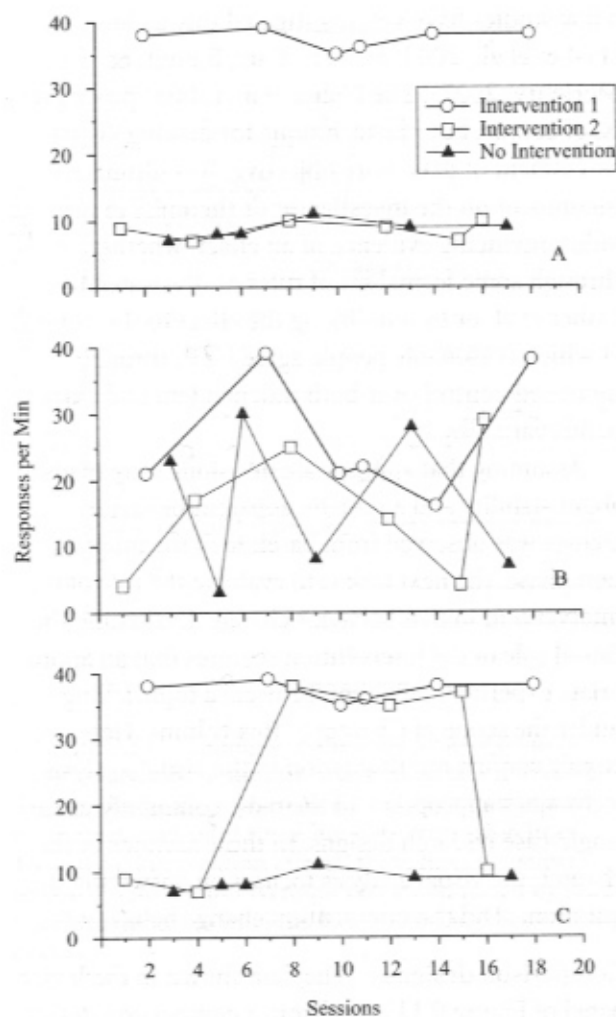 40
30
20
10
0
Intervention 1
Intervention 2
No Intervention
A
40
30
20
10
0
Responses per Min
B
40
30
20
10
0
C
2 4 6 8 10 12 14 16 18 20
Sessions